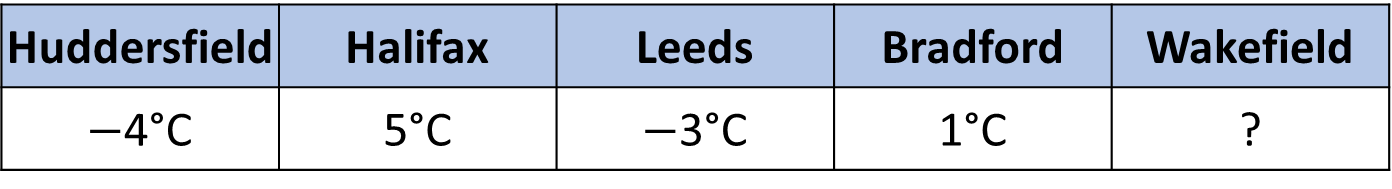 Huddersfield Halifax Leeds Bradford Wakefield
−4°C 5°C −3°C 1°C ?